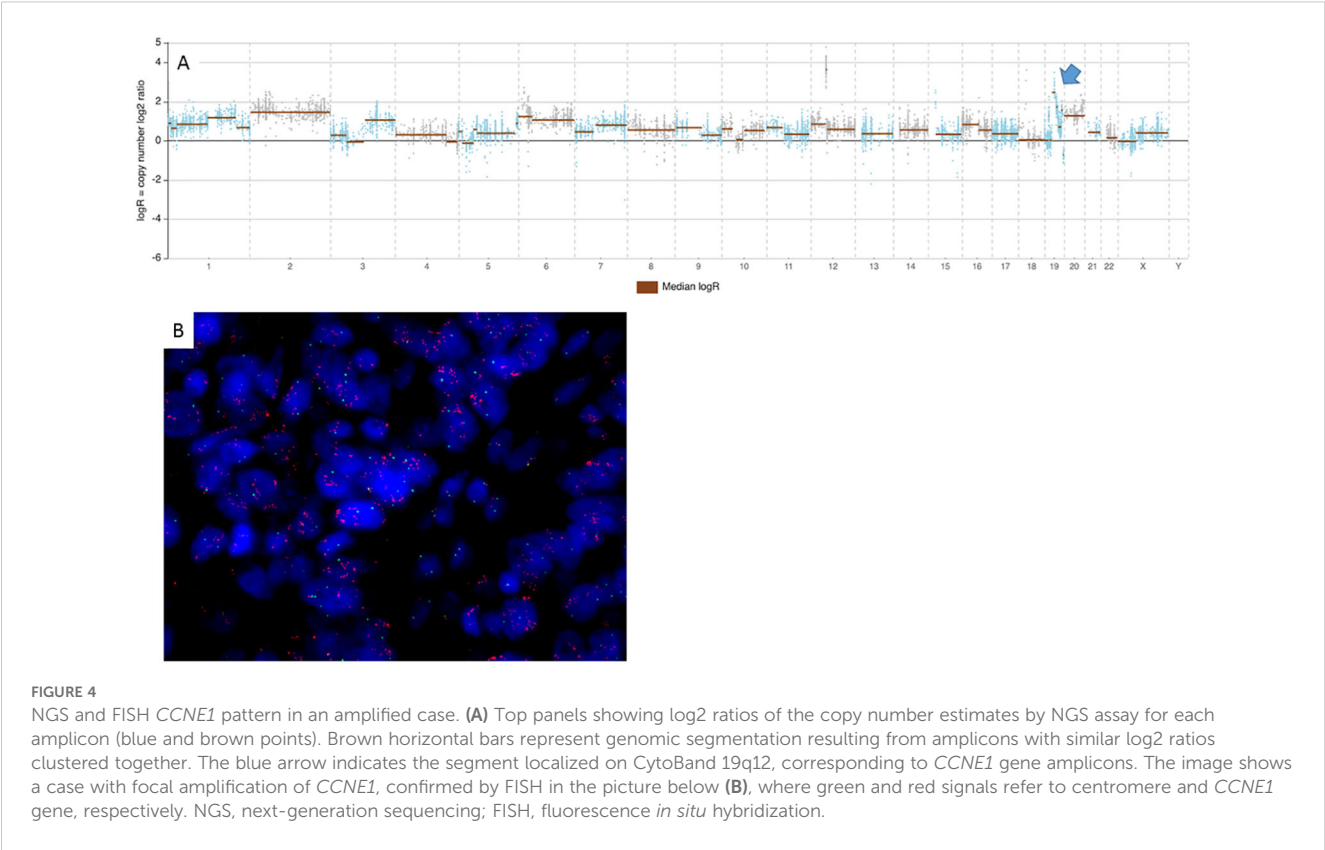 A
logR = copy number log2 ratio
5
4
2
0
-2
-4
-6
1 2 3 4 5 6 7 8 9 10 11 12 13 14 15 16 17 18 19 20 21 22 X Y
Median logR
B
FIGURE 4
NGS and FISH CCNE1 pattern in an amplified case. (A) Top panels showing log2 ratios of the copy number estimates by NGS assay for each
amplicon (blue and brown points). Brown horizontal bars represent genomic segmentation resulting from amplicons with similar log2 ratios
clustered together. The blue arrow indicates the segment localized on CytoBand 19q12, corresponding to CCNE1 gene amplicons. The image shows
a case with focal amplification of CCNE1, confirmed by FISH in the picture below (B), where green and red signals refer to centromere and CCNE1
gene, respectively. NGS, next-generation sequencing; FISH, fluorescence in situ hybridization.